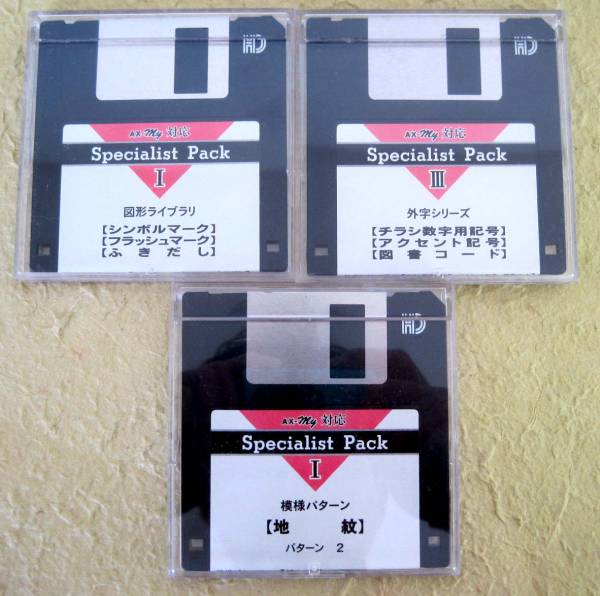 HD
AX-My 対応
Specialist Pack
I
図形ライブラリ
【シンボルマーク】
【フラッシュマーク】
【ふきだし】
HD
AX-My 対応
Specialist Pack
III
外字シリーズ
【チラシ数字用記号】
【アクセント記号】
【図書コード】
HD
AX-My 対応
Specialist Pack
I
模様パターン
【地 紋】
パターン 2